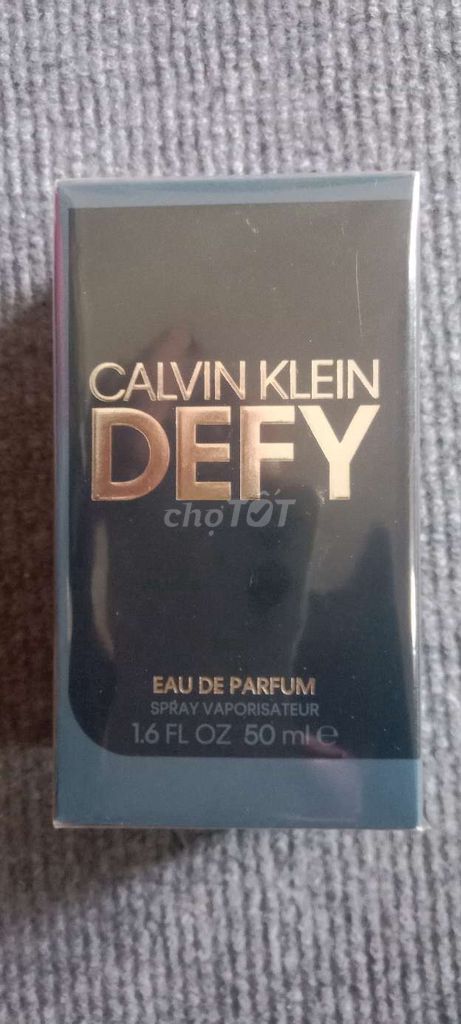 CALVIN KLEIN
DEFY
chợTỐT
EAU DE PARFUM
SPRAY VAPORISATEUR
1.6 FL OZ 50 ml ℮